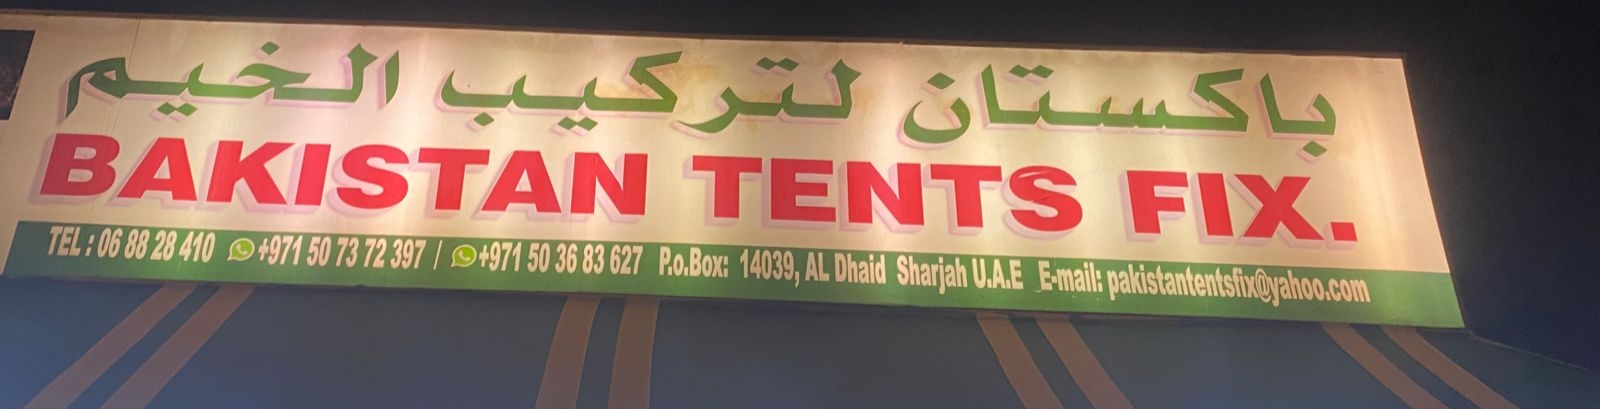 باكستان لتركيب الخيم
BAKISTAN TENTS FIX.
TEL : 06 88 28 410 +971 50 73 72 397 / +971 50 36 83 627 P.o.Box: 14039, AL Dhaid Sharjah U.A.E E-mail: pakistantentsfix@yahoo.com